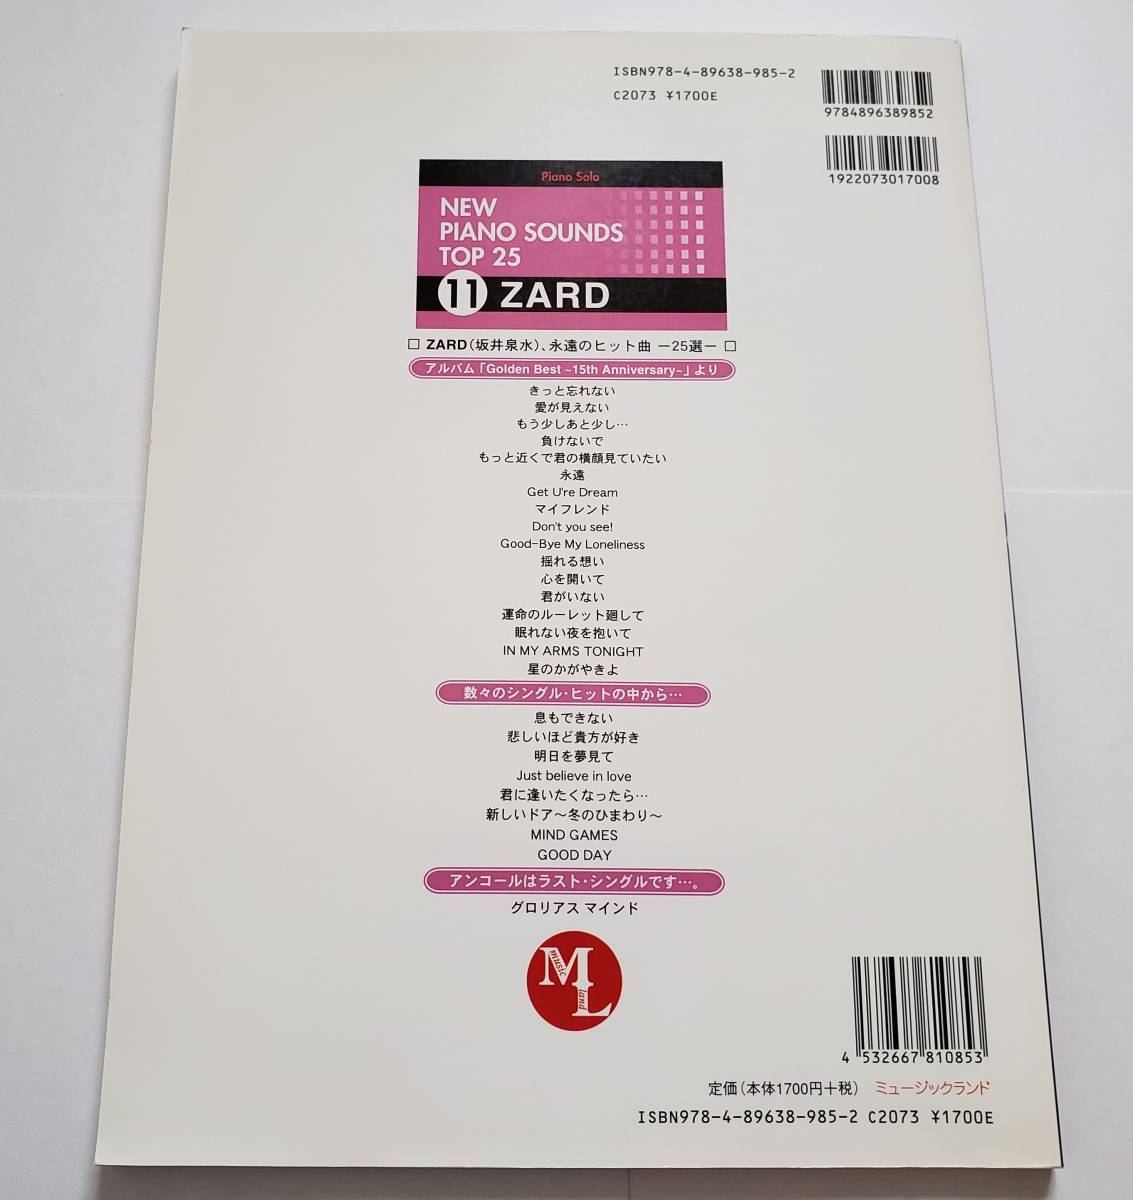 ISBN978-4-89638-985-2
C2073 ¥1700E
9784896389852
1922073017008
Piano Solo
NEW
PIANO SOUNDS
TOP 25
11 ZARD
□ ZARD（坂井泉水）、永遠のヒット曲 ー25選ー □
アルバム「Golden Best ~15th Anniversary~」より
きっと忘れない
愛が見えない
もう少しあと少し…
負けないで
もっと近くで君の横顔見ていたい
永遠
Get U're Dream
マイフレンド
Don't you see!
Good-Bye My Loneliness
揺れる想い
心を開いて
君がいない
運命のルーレット廻して
眠れない夜を抱いて
IN MY ARMS TONIGHT
星のかがやきよ
数々のシングル・ヒットの中から…
息もできない
悲しいほど貴方が好き
明日を夢見て
Just believe in love
君に逢いたくなったら…
新しいドア〜冬のひまわり〜
MIND GAMES
GOOD DAY
アンコールはラスト・シングルです…。
グロリアス マインド
M music
L land
4 532667 810853
定価（本体1700円＋税） ミュージックランド
ISBN978-4-89638-985-2 C2073 ¥1700E